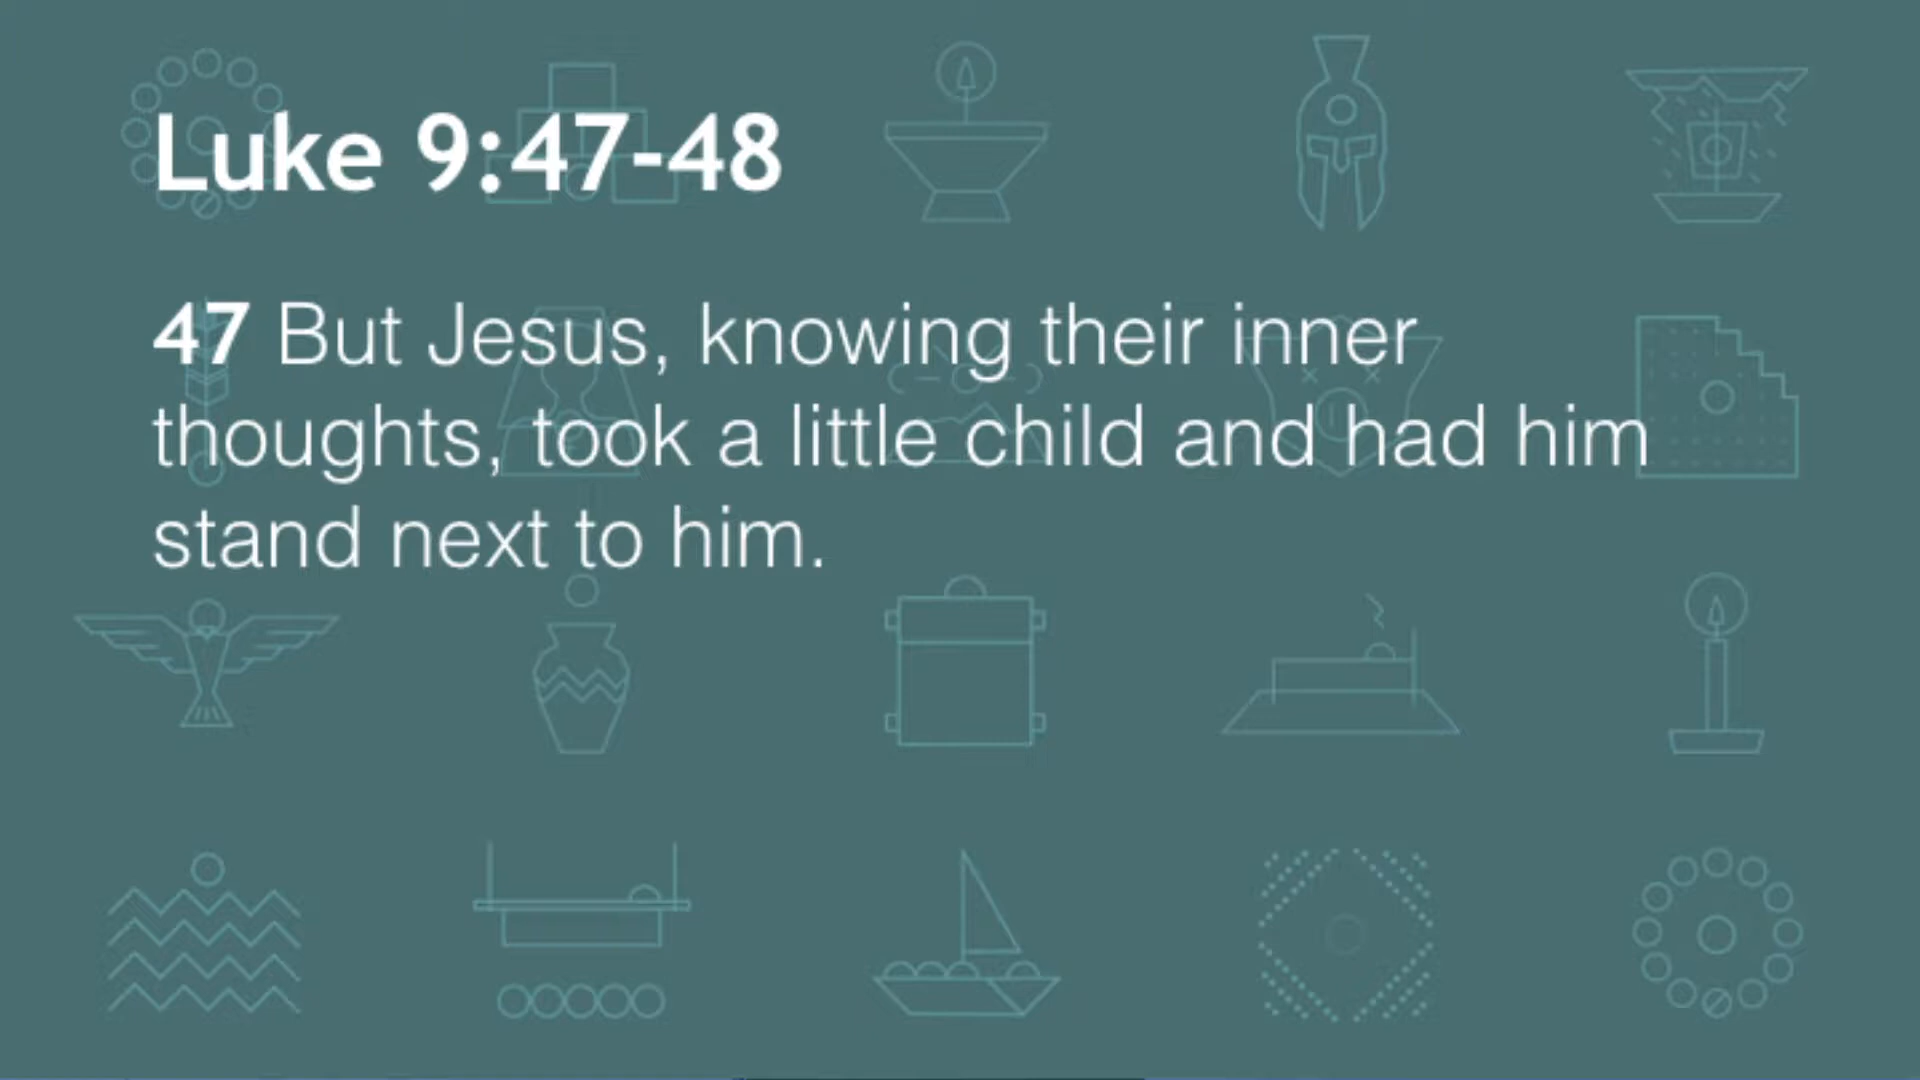 Luke 9:47-48
47 But Jesus, knowing their inner
thoughts, took a little child and had him
stand next to him.